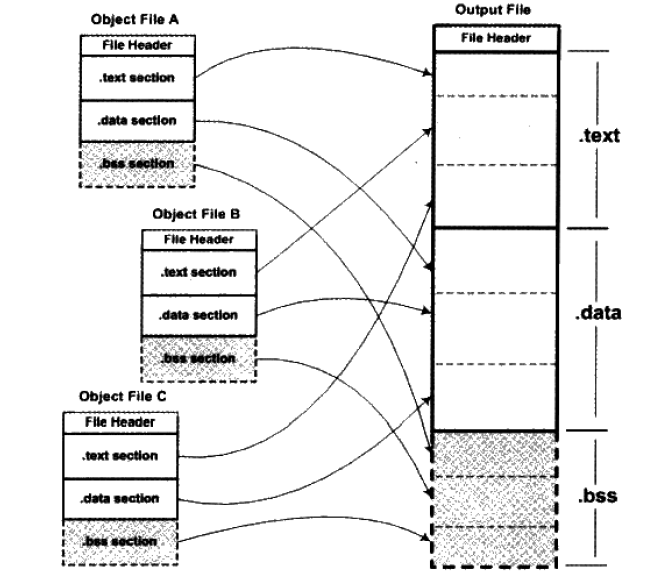 Object File A
File Header
.text section
.data section
.bss section
Object File B
File Header
.text section
.data section
.bss section
Object File C
File Header
.text section
.data section
.bss section
Output File
File Header
.text
.data
.bss